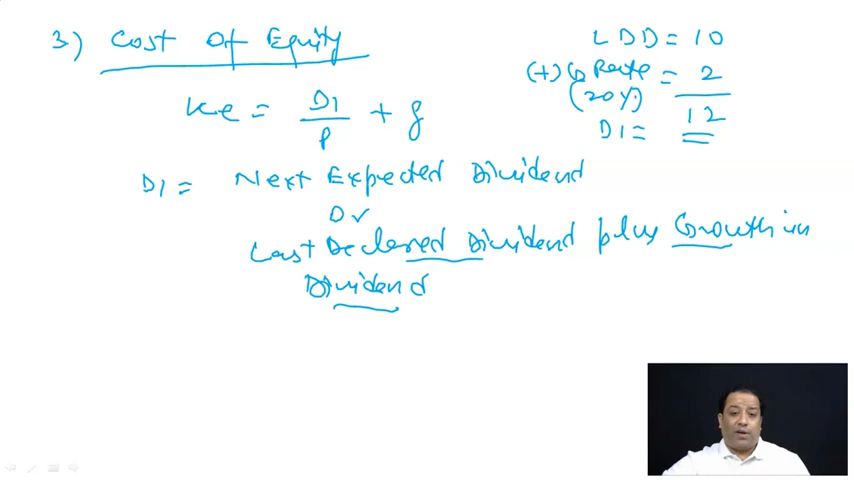 3) Cost Of Equity
Ke = D1 / P + g
D1 = Next Expected Dividend
Or
Last Declared Dividend plus Growth in
Dividend
LDD = 10
(+) G Rate = 2
(20%)
D1 = 12